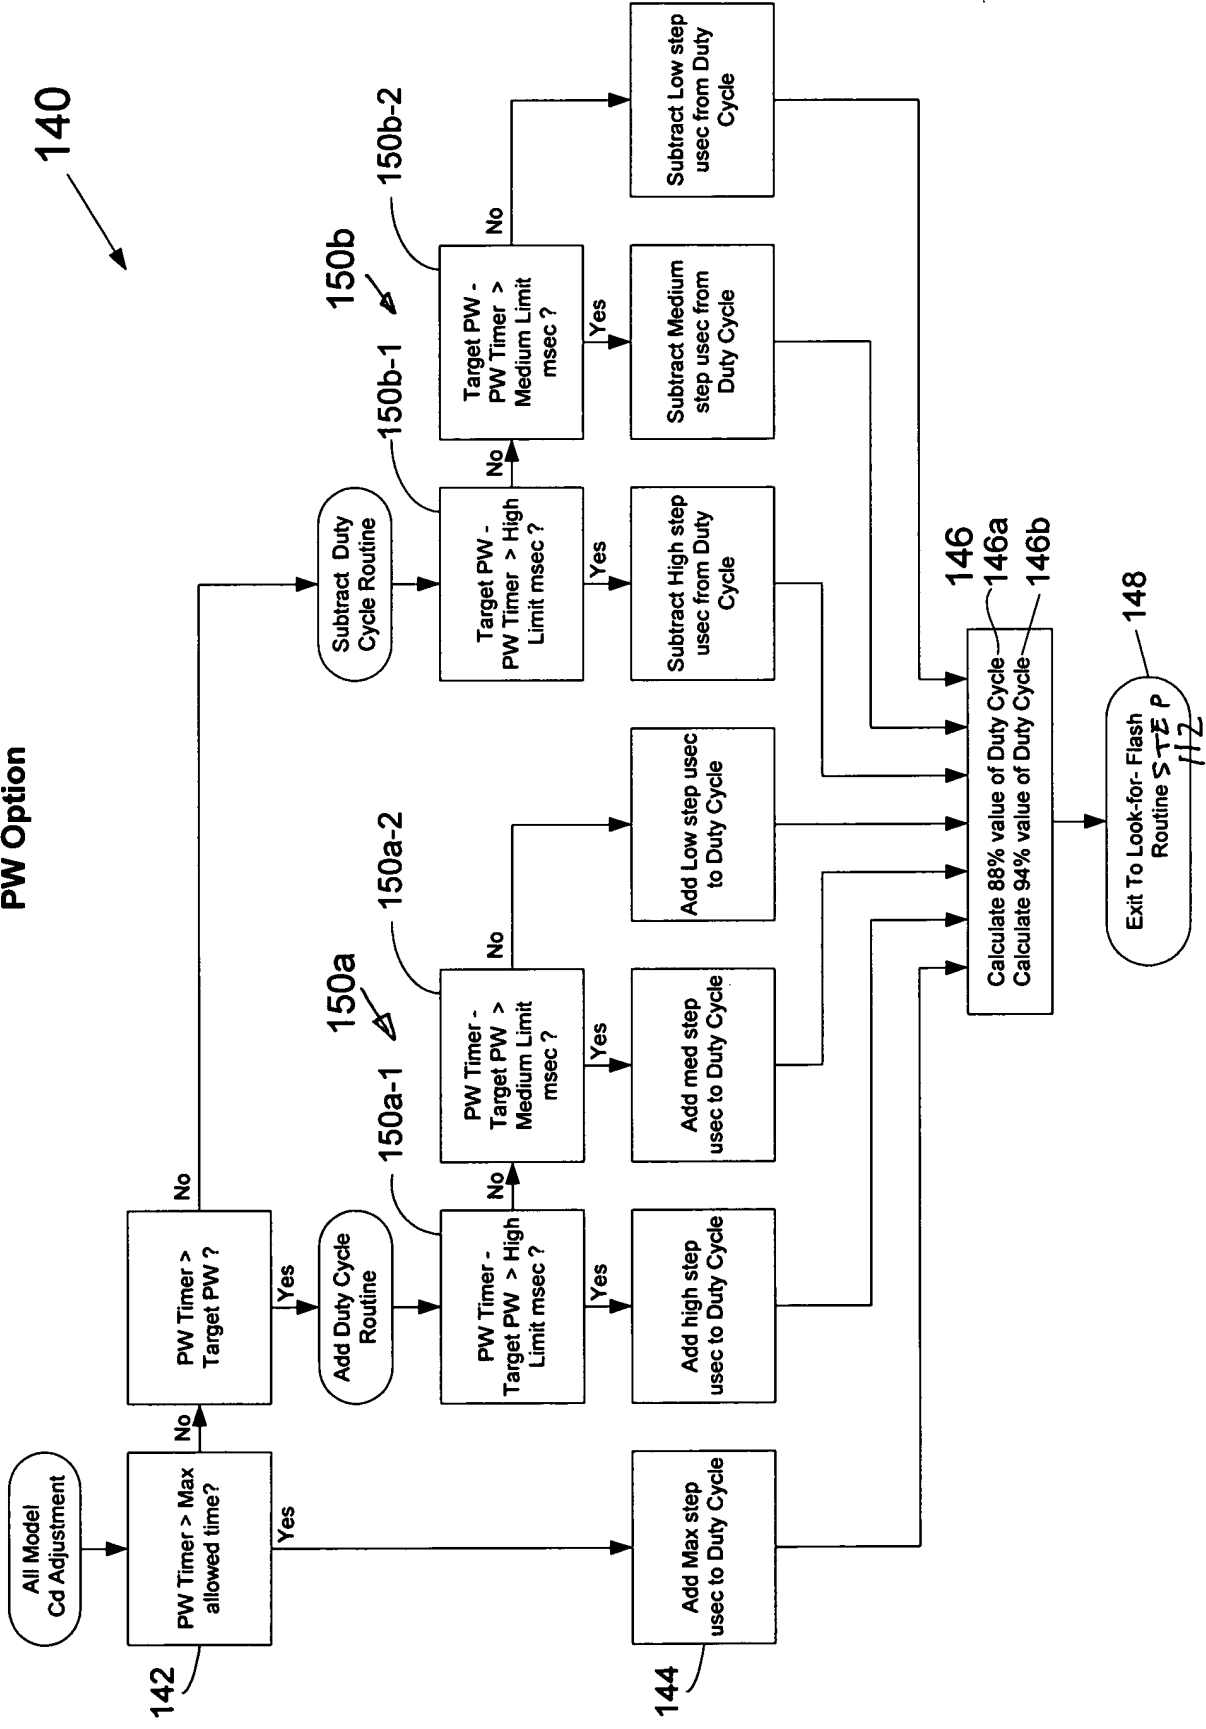 PW Option
140
All Model
Cd Adjustment
142
PW Timer > Max
allowed time?
No
Yes
PW Timer >
Target PW ?
No
Yes
Add Duty Cycle
Routine
Subtract Duty
Cycle Routine
150a
150a-1
PW Timer -
Target PW > High
Limit msec ?
No
Yes
150a-2
PW Timer -
Target PW >
Medium Limit
msec ?
No
Yes
150b
150b-1
Target PW -
PW Timer > High
Limit msec ?
No
Yes
150b-2
Target PW -
PW Timer >
Medium Limit
msec ?
No
Yes
144
Add Max step
usec to Duty Cycle
Add high step
usec to Duty Cycle
Add med step
usec to Duty Cycle
Add Low step usec
to Duty Cycle
Subtract High step
usec from Duty
Cycle
Subtract Medium
step usec from
Duty Cycle
Subtract Low step
usec from Duty
Cycle
146
Calculate 88% value of Duty Cycle
146a
Calculate 94% value of Duty Cycle
146b
Exit To Look-for- Flash
Routine STEP
112
148